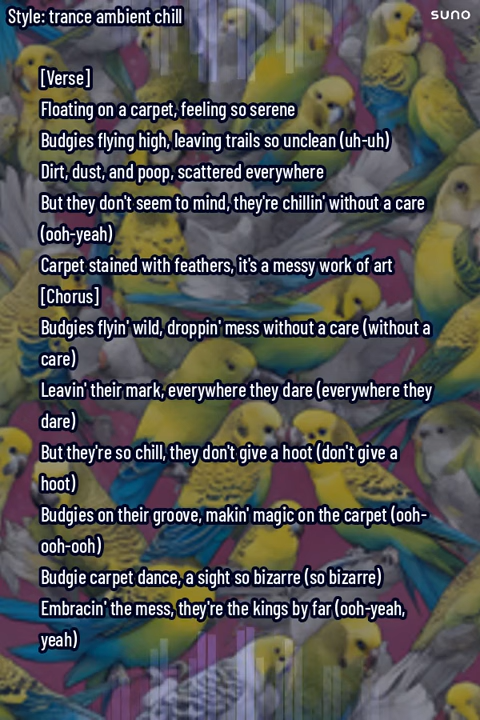 Style: trance ambient chill
suno
[Verse]
Floating on a carpet, feeling so serene
Budgies flying high, leaving trails so unclean (uh-uh)
Dirt, dust, and poop, scattered everywhere
But they don't seem to mind, they're chillin' without a care
(ooh-yeah)
Carpet stained with feathers, it's a messy work of art
[Chorus]
Budgies flyin' wild, droppin' mess without a care (without a
care)
Leavin' their mark, everywhere they dare (everywhere they
dare)
But they're so chill, they don't give a hoot (don't give a
hoot)
Budgies on their groove, makin' magic on the carpet (ooh-
ooh-ooh)
Budgie carpet dance, a sight so bizarre (so bizarre)
Embracin' the mess, they're the kings by far (ooh-yeah,
yeah)